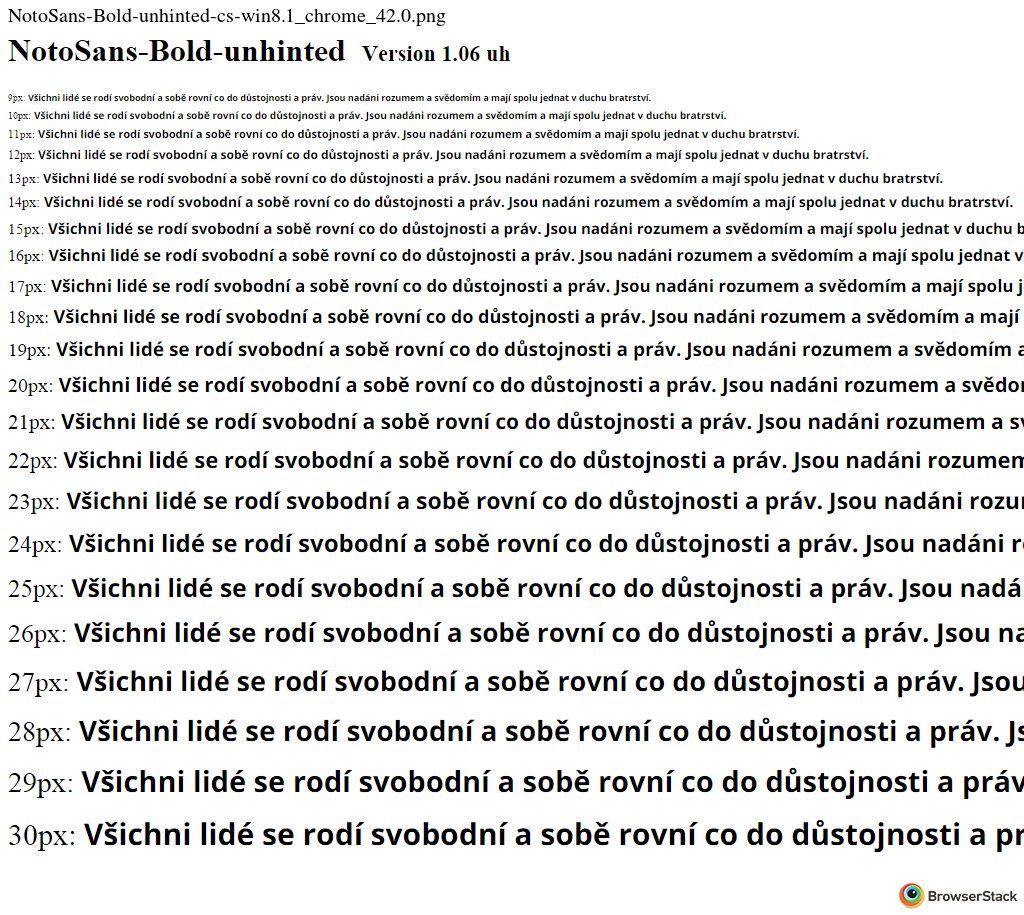 NotoSans-Bold-unhinted-cs-win8.1_chrome_42.0.png
NotoSans-Bold-unhinted Version 1.06 uh
9px: Všichni lidé se rodí svobodní a sobě rovní co do důstojnosti a práv. Jsou nadáni rozumem a svědomím a mají spolu jednat v duchu bratrství.
10px: Všichni lidé se rodí svobodní a sobě rovní co do důstojnosti a práv. Jsou nadáni rozumem a svědomím a mají spolu jednat v duchu bratrství.
11px: Všichni lidé se rodí svobodní a sobě rovní co do důstojnosti a práv. Jsou nadáni rozumem a svědomím a mají spolu jednat v duchu bratrství.
12px: Všichni lidé se rodí svobodní a sobě rovní co do důstojnosti a práv. Jsou nadáni rozumem a svědomím a mají spolu jednat v duchu bratrství.
13px: Všichni lidé se rodí svobodní a sobě rovní co do důstojnosti a práv. Jsou nadáni rozumem a svědomím a mají spolu jednat v duchu bratrství.
14px: Všichni lidé se rodí svobodní a sobě rovní co do důstojnosti a práv. Jsou nadáni rozumem a svědomím a mají spolu jednat v duchu bratrství.
15px: Všichni lidé se rodí svobodní a sobě rovní co do důstojnosti a práv. Jsou nadáni rozumem a svědomím a mají spolu jednat v duchu b
16px: Všichni lidé se rodí svobodní a sobě rovní co do důstojnosti a práv. Jsou nadáni rozumem a svědomím a mají spolu jednat v
17px: Všichni lidé se rodí svobodní a sobě rovní co do důstojnosti a práv. Jsou nadáni rozumem a svědomím a mají spolu j
18px: Všichni lidé se rodí svobodní a sobě rovní co do důstojnosti a práv. Jsou nadáni rozumem a svědomím a mají
19px: Všichni lidé se rodí svobodní a sobě rovní co do důstojnosti a práv. Jsou nadáni rozumem a svědomím a
20px: Všichni lidé se rodí svobodní a sobě rovní co do důstojnosti a práv. Jsou nadáni rozumem a svědo
21px: Všichni lidé se rodí svobodní a sobě rovní co do důstojnosti a práv. Jsou nadáni rozumem a sv
22px: Všichni lidé se rodí svobodní a sobě rovní co do důstojnosti a práv. Jsou nadáni rozumem
23px: Všichni lidé se rodí svobodní a sobě rovní co do důstojnosti a práv. Jsou nadáni rozu
24px: Všichni lidé se rodí svobodní a sobě rovní co do důstojnosti a práv. Jsou nadáni r
25px: Všichni lidé se rodí svobodní a sobě rovní co do důstojnosti a práv. Jsou nadá
26px: Všichni lidé se rodí svobodní a sobě rovní co do důstojnosti a práv. Jsou na
27px: Všichni lidé se rodí svobodní a sobě rovní co do důstojnosti a práv. Jsou
28px: Všichni lidé se rodí svobodní a sobě rovní co do důstojnosti a práv. Js
29px: Všichni lidé se rodí svobodní a sobě rovní co do důstojnosti a práv
30px: Všichni lidé se rodí svobodní a sobě rovní co do důstojnosti a pr
BrowserStack